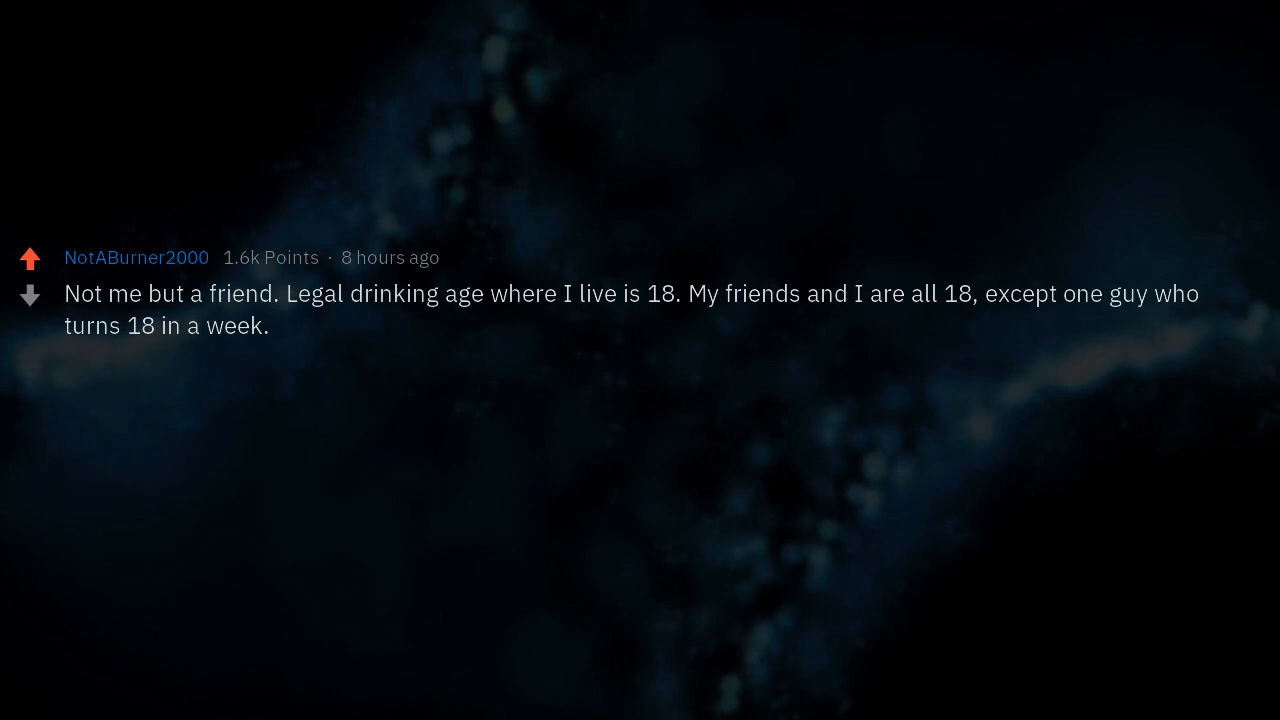 NotABurner2000 1.6k Points · 8 hours ago
Not me but a friend. Legal drinking age where I live is 18. My friends and I are all 18, except one guy who
turns 18 in a week.